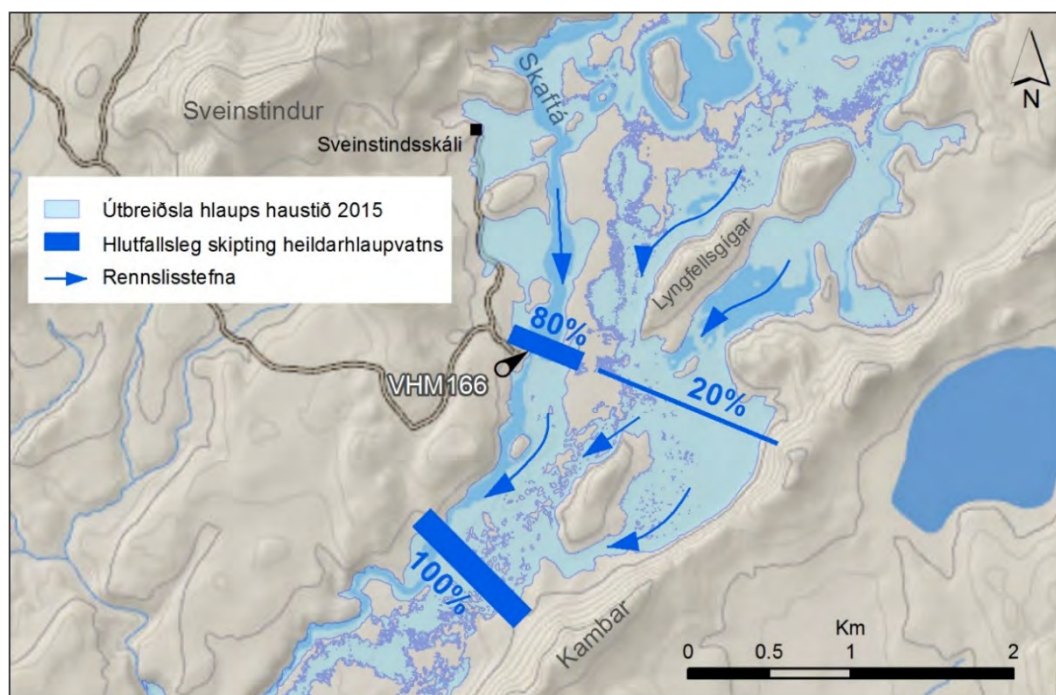 Skaftá
Sveinstindur
Sveinstindsskáli
N
Útbreiðsla hlaups haustið 2015
Hlutfallsleg skipting heildarhlaupvatns
Rennslisstefna
Lyngfellsgígar
80%
VHM166
20%
100%
Kambar
Km
0 0.5 1 2